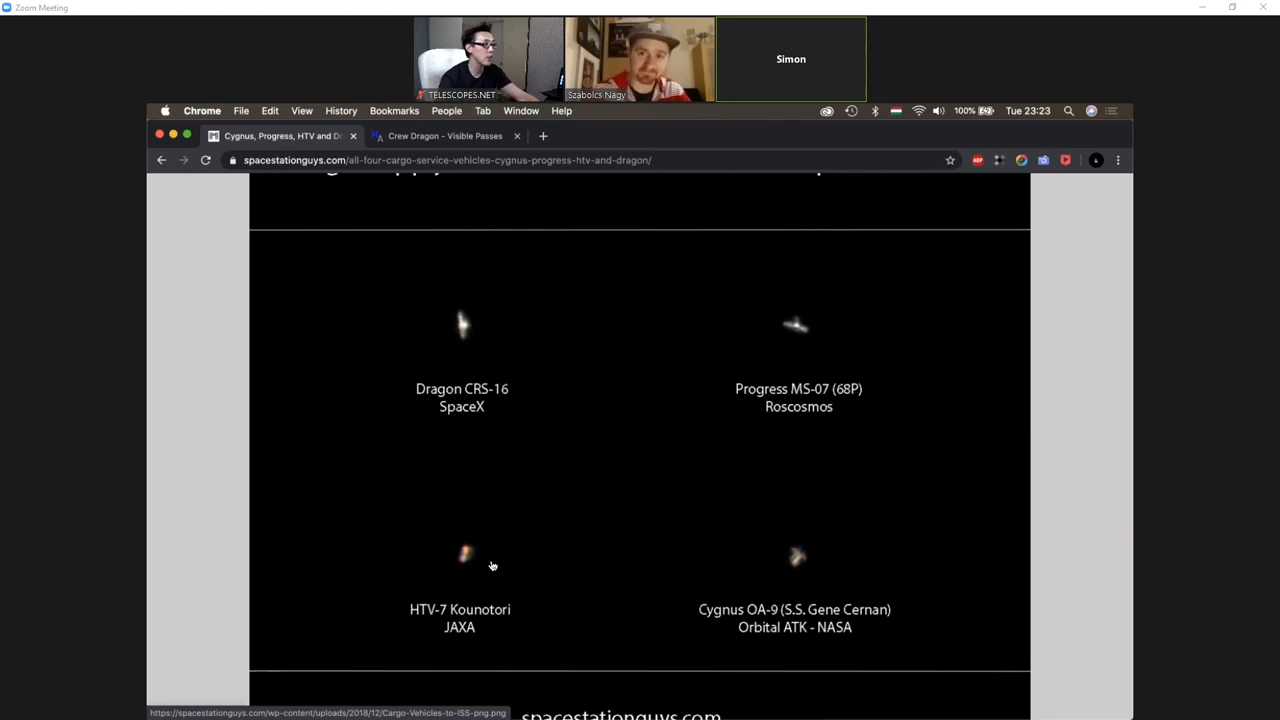 Zoom Meeting
TELESCOPES.NET
Szabolcs Nagy
Simon
Chrome File Edit View History Bookmarks People Tab Window Help
100% Tue 23:23
Cygnus, Progress, HTV and Dr
Crew Dragon - Visible Passes
spacestationguys.com/all-four-cargo-service-vehicles-cygnus-progress-htv-and-dragon/
ABP
Dragon CRS-16
SpaceX
Progress MS-07 (68P)
Roscosmos
HTV-7 Kounotori
JAXA
Cygnus OA-9 (S.S. Gene Cernan)
Orbital ATK - NASA
spacestationguys.com
https://spacestationguys.com/wp-content/uploads/2018/12/Cargo-Vehicles-to-ISS-png.png